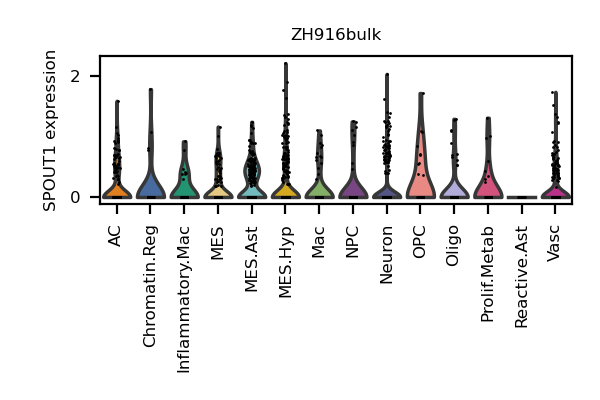 ZH916bulk
SPOUT1 expression
2
0
AC
Chromatin.Reg
Inflammatory.Mac
MES
MES.Ast
MES.Hyp
Mac
NPC
Neuron
OPC
Oligo
Prolif.Metab
Reactive.Ast
Vasc